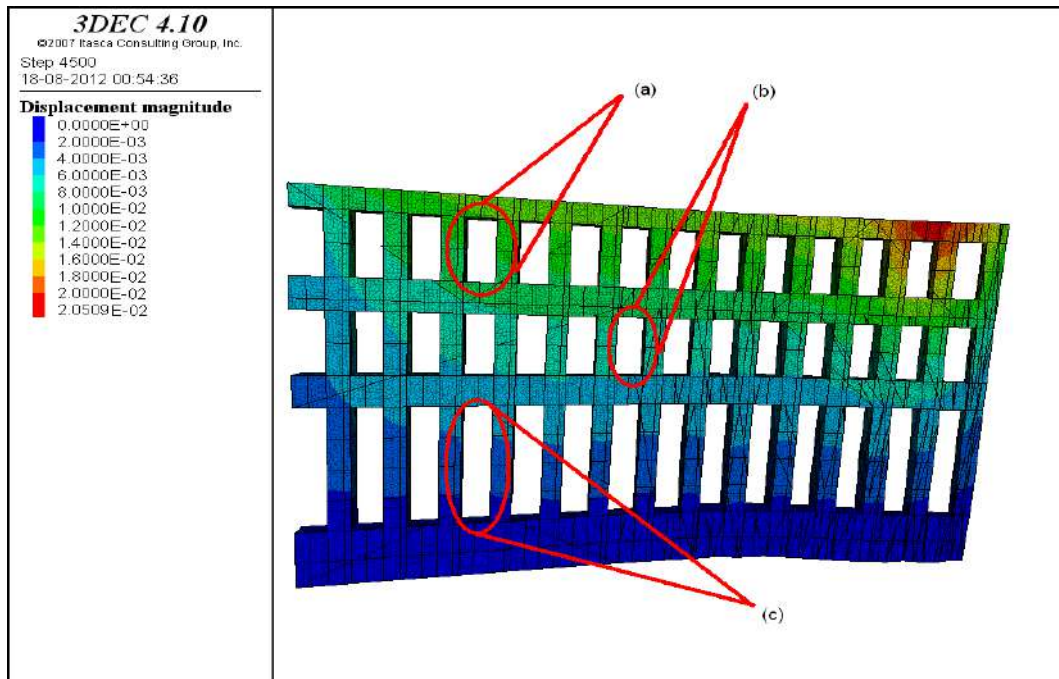 3DEC 4.10
©2007 Itasca Consulting Group, Inc.
Step 4500
18-08-2012 00:54:36
Displacement magnitude
0.0000E+00
2.0000E-03
4.0000E-03
6.0000E-03
8.0000E-03
1.0000E-02
1.2000E-02
1.4000E-02
1.6000E-02
1.8000E-02
2.0000E-02
2.0509E-02
(a)
(b)
(c)